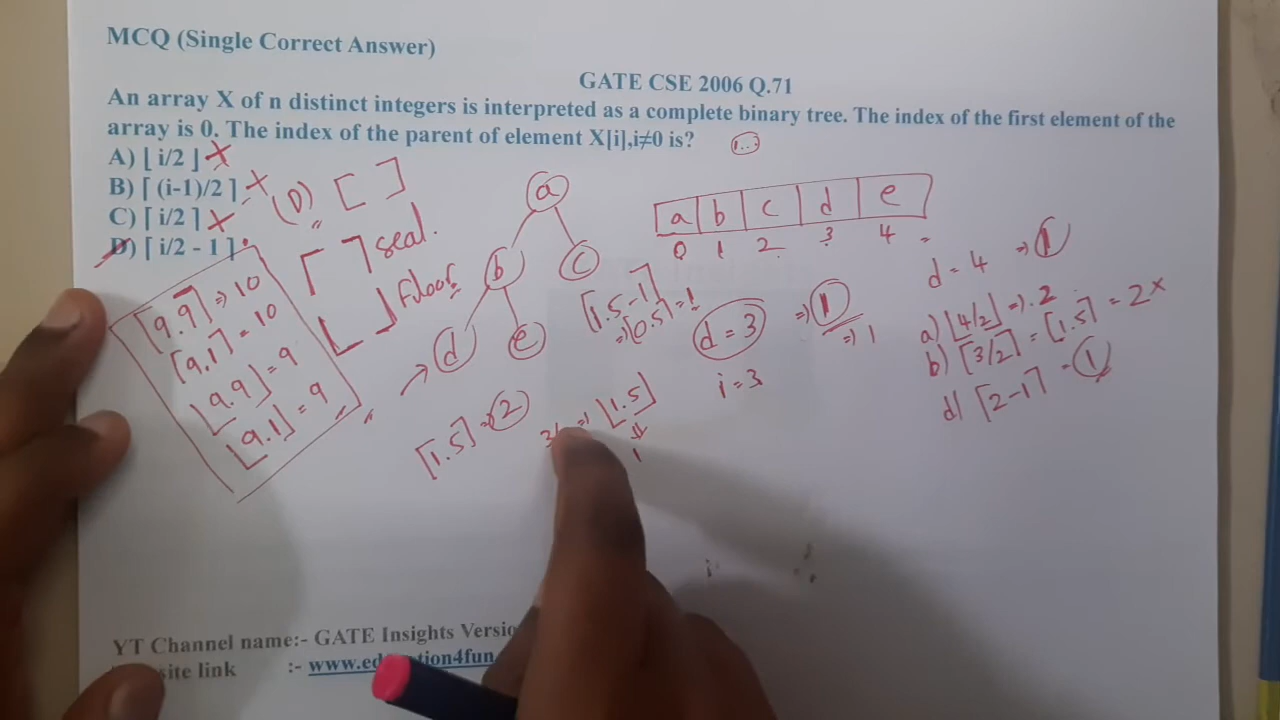 MCQ (Single Correct Answer)
GATE CSE 2006 Q.71
An array X of n distinct integers is interpreted as a complete binary tree. The index of the first element of the
array is 0. The index of the parent of element X[i],i≠0 is?
A) ⌊ i/2 ⌋ ×
B) ⌈ (i-1)/2 ⌉ ×
C) ⌈ i/2 ⌉ ×
D) ⌈ i/2 - 1 ⌉
1...
(D) [ ]
⌈ ⌉ seal.
⌊ ⌋ Floor
⌈9.9⌉ => 10
⌈9.1⌉ = 10
⌊9.9⌋ = 9
⌊9.1⌋ = 9
a
b c
d e
a b c d e
0 1 2 3 4
⌈1.5-1⌉
=> ⌈0.5⌉ = 1
d = 3 => 1
=> 1
i = 3
⌈1.5⌉ = 2
⌊1.5⌋
1
d = 4 => 1
a) ⌊4/2⌋ => 2
b) ⌈3/2⌉ = ⌈1.5⌉ = 2 ×
d) ⌈2-1⌉ = 1
YT Channel name:- GATE Insights Versio
site link :- www.ed tion4fun